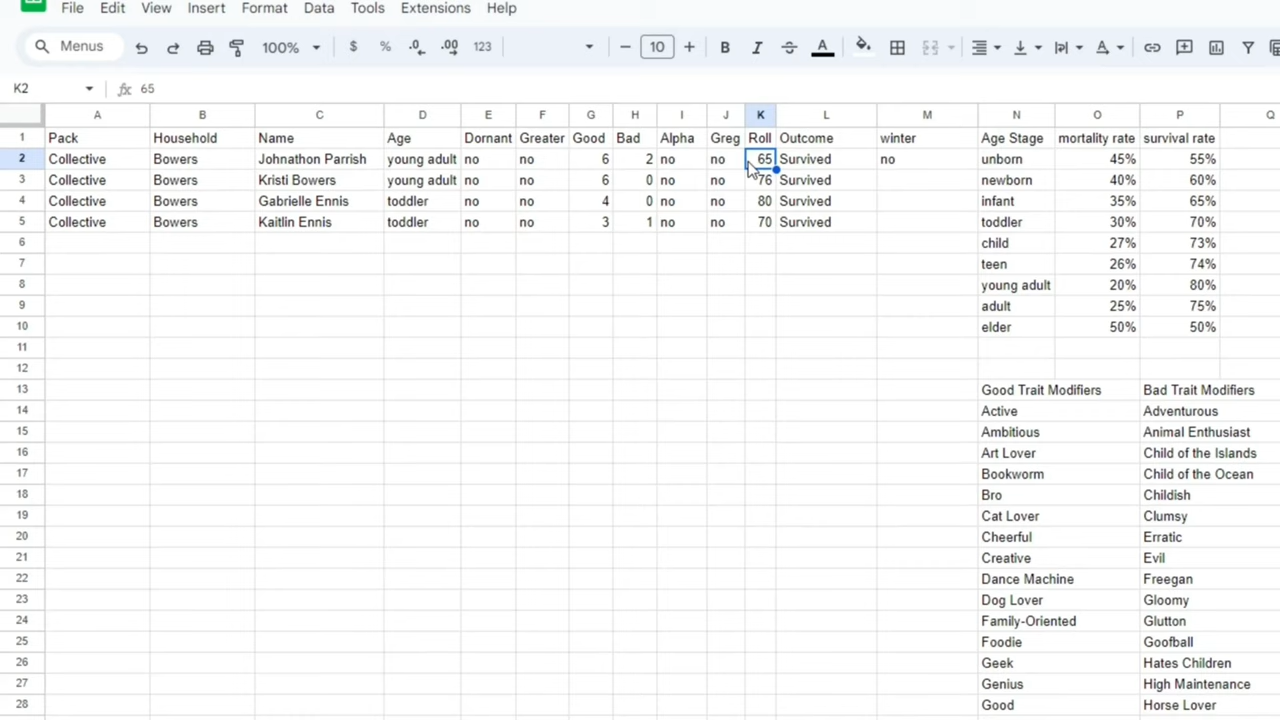 File Edit View Insert Format Data Tools Extensions Help
Menus 100% $ % .0 .00 123 10 B I A
K2 fx 65
A B C D E F G H I J K L M N O P Q
1 Pack Household Name Age Dornant Greater Good Bad Alpha Greg Roll Outcome winter Age Stage mortality rate survival rate
2 Collective Bowers Johnathon Parrish young adult no no 6 2 no no 65 Survived no unborn 45% 55%
3 Collective Bowers Kristi Bowers young adult no no 6 0 no no 76 Survived newborn 40% 60%
4 Collective Bowers Gabrielle Ennis toddler no no 4 0 no no 80 Survived infant 35% 65%
5 Collective Bowers Kaitlin Ennis toddler no no 3 1 no no 70 Survived toddler 30% 70%
6 child 27% 73%
7 teen 26% 74%
8 young adult 20% 80%
9 adult 25% 75%
10 elder 50% 50%
11
12
13 Good Trait Modifiers Bad Trait Modifiers
14 Active Adventurous
15 Ambitious Animal Enthusiast
16 Art Lover Child of the Islands
17 Bookworm Child of the Ocean
18 Bro Childish
19 Cat Lover Clumsy
20 Cheerful Erratic
21 Creative Evil
22 Dance Machine Freegan
23 Dog Lover Gloomy
24 Family-Oriented Glutton
25 Foodie Goofball
26 Geek Hates Children
27 Genius High Maintenance
28 Good Horse Lover